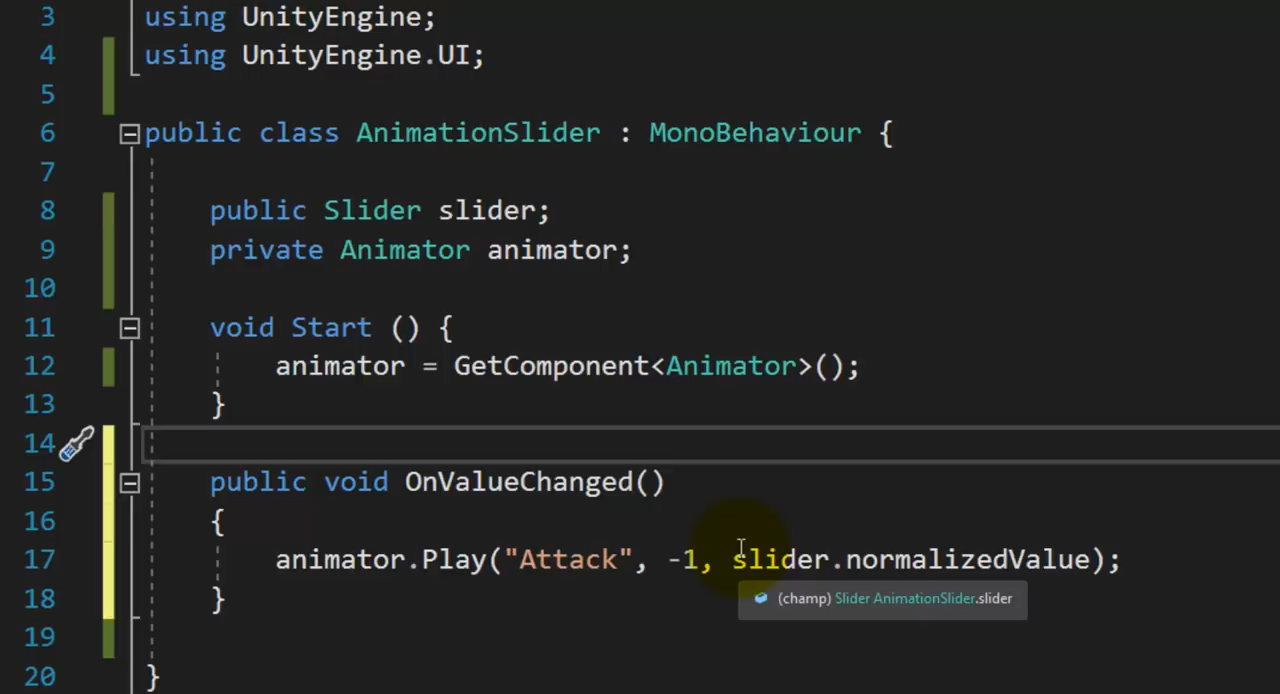 3 using UnityEngine;
4 using UnityEngine.UI;
5
6 public class AnimationSlider : MonoBehaviour {
7
8 public Slider slider;
9 private Animator animator;
10
11 void Start () {
12 animator = GetComponent<Animator>();
13 }
14
15 public void OnValueChanged()
16 {
17 animator.Play("Attack", -1, slider.normalizedValue);
(champ) Slider AnimationSlider.slider
18 }
19
20 }